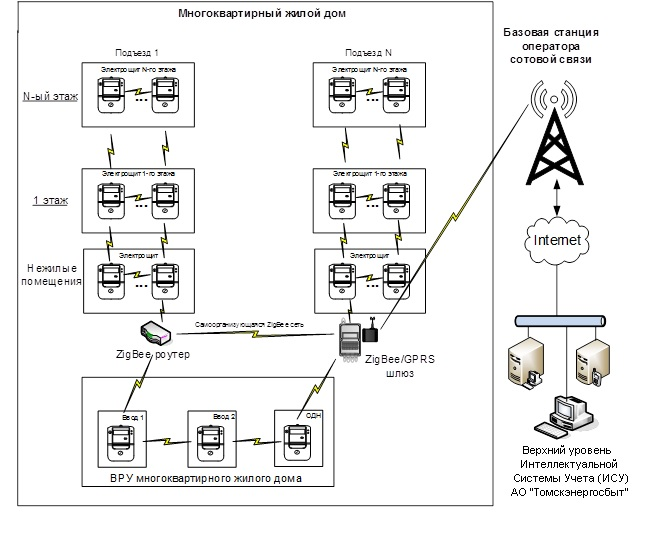 Многоквартирный жилой дом
Подъезд 1
Подъезд N
Базовая станция
оператора
сотовой связи
N-ый этаж
Электрощит N-го этажа
...
Электрощит N-го этажа
...
1 этаж
Электрощит 1-го этажа
...
Электрощит 1-го этажа
...
Internet
Нежилые
помещения
Электрощит
Электрощит
Самоорганизующаяся ZigBee сеть
ZigBee роутер
ZigBee/GPRS
шлюз
Ввод 1
Ввод 2
ОДН
ВРУ многоквартирного жилого дома
Верхний уровень
Интеллектуальной
Системы Учета (ИСУ)
АО "Томскэнергосбыт"